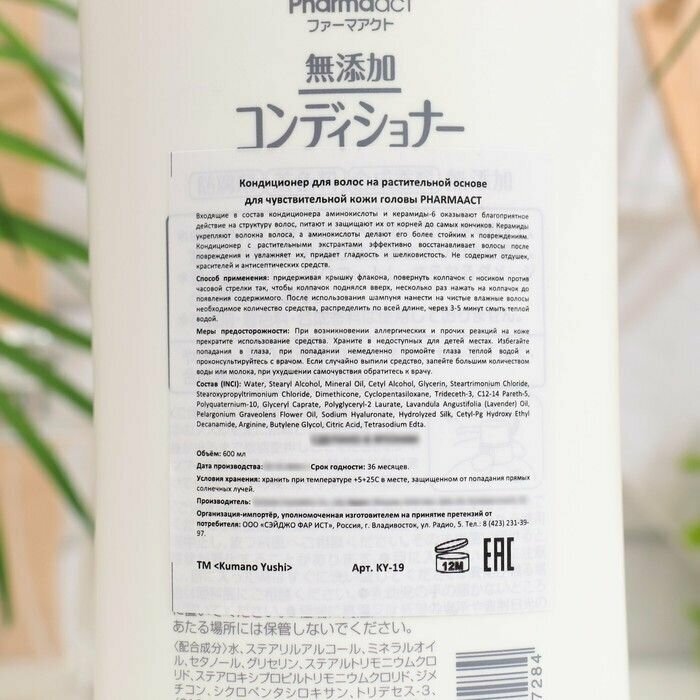 Pharmaact
ファーマアクト
無添加
コンディショナー
Кондиционер для волос на растительной основе
для чувствительной кожи головы PHARMAACT
Входящие в состав кондиционера аминокислоты и керамиды-6 оказывают благоприятное
действие на структуру волос, питают и защищают их от корней до самых кончиков. Керамиды
укрепляют волокна волоса, а аминокислоты делают его более стойким к повреждениям.
Кондиционер с растительными экстрактами эффективно восстанавливает волосы после
повреждения и увлажняет их, придает гладкость и шелковистость. Не содержит отдушек,
красителей и антисептических средств.
Способ применения: придерживая крышку флакона, повернуть колпачок с носиком против
часовой стрелки так, чтобы колпачок поднялся вверх, несколько раз нажать на колпачок до
появления содержимого. После использования шампуня нанести на чистые влажные волосы
необходимое количество средства, распределить по всей длине, через 3-5 минут смыть теплой
водой.
Меры предосторожности: При возникновении аллергических и прочих реакций на коже
прекратите использование средства. Храните в недоступных для детей местах. Избегайте
попадания в глаза, при попадании немедленно промойте глаза теплой водой и
проконсультируйтесь с врачом. Если случайно выпили средство, запейте большим количеством
воды или молока, при ухудшении самочувствия обратитесь к врачу.
Состав (INCI): Water, Stearyl Alcohol, Mineral Oil, Cetyl Alcohol, Glycerin, Steartrimonium Chloride,
Stearoxypropyltrimonium Chloride, Dimethicone, Cyclopentasiloxane, Trideceth-3, C12-14 Pareth-5,
Polyquaternium-10, Glyceryl Caprate, Polyglyceryl-2 Laurate, Lavandula Angustifolia (Lavender) Oil,
Pelargonium Graveolens Flower Oil, Sodium Hyaluronate, Hydrolyzed Silk, Cetyl-Pg Hydroxy Ethyl
Decanamide, Arginine, Butylene Glycol, Citric Acid, Tetrasodium Edta.
Объём: 600 мл
Дата производства: Срок годности: 36 месяцев.
Условия хранения: хранить при температуре +5+25С в месте, защищенном от попадания прямых
солнечных лучей.
Производитель:
Организация-импортёр, уполномоченная изготовителем на принятие претензий от
потребителя: ООО «СЭЙДЖО ФАР ИСТ», Россия, г. Владивосток, ул. Радио, 5. Тел.: 8 (423) 231-39-
97.
ТМ <Kumano Yushi> Арт. KY-19 12M EAC
あたる場所には保管しないでください。
〈配合成分〉水、ステアリルアルコール、ミネラルオイ
ル、セタノール、グリセリン、ステアルトリモニウムクロ
リド、ステアロキシプロピルトリモニウムクロリド、ジメ
チコン、シクロペンタシロキサン、トリデセス-3、
7284